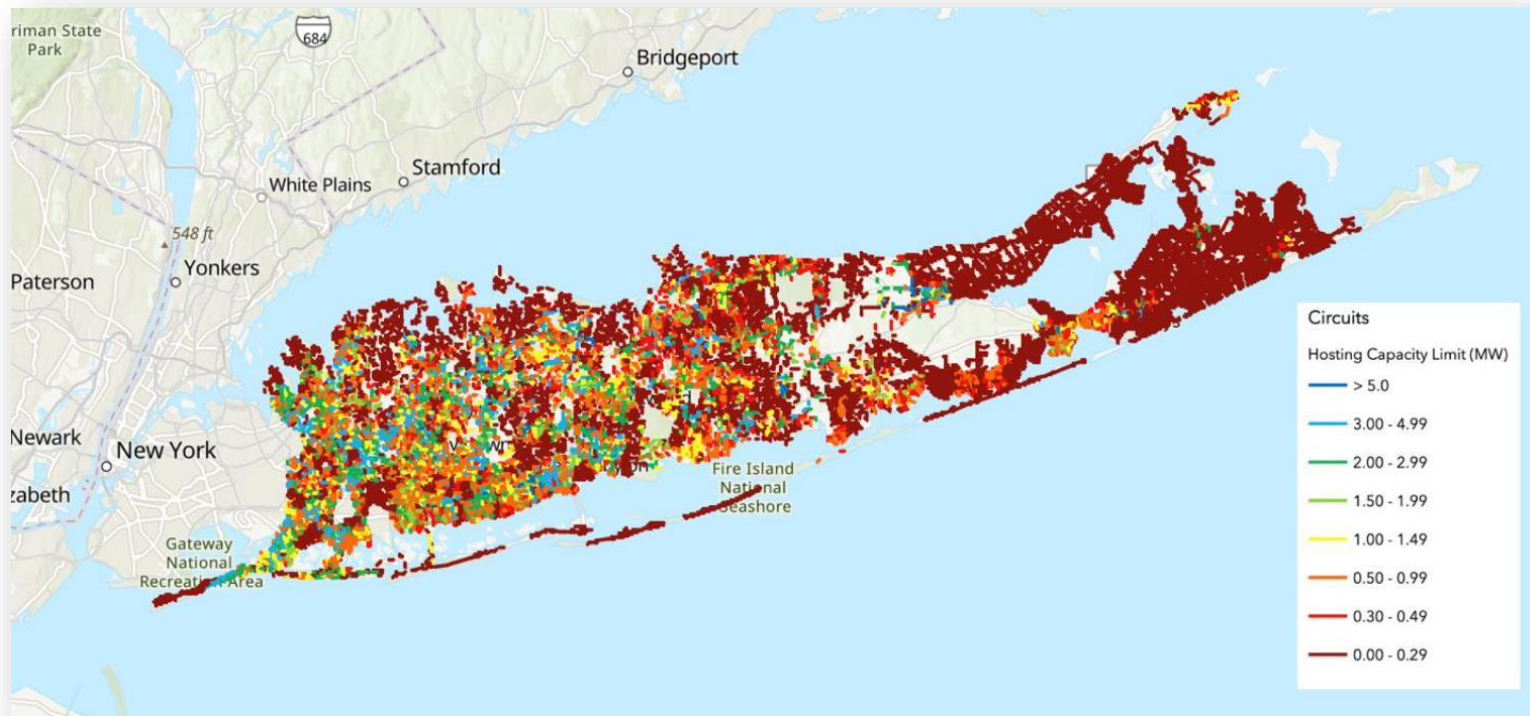 rriman State
Park
684
Bridgeport
Stamford
White Plains
548 ft
Yonkers
Paterson
Newark
New York
zabeth
Fire Island
National
Seashore
Gateway
National
Recreation Area
Circuits
Hosting Capacity Limit (MW)
> 5.0
3.00 - 4.99
2.00 - 2.99
1.50 - 1.99
1.00 - 1.49
0.50 - 0.99
0.30 - 0.49
0.00 - 0.29